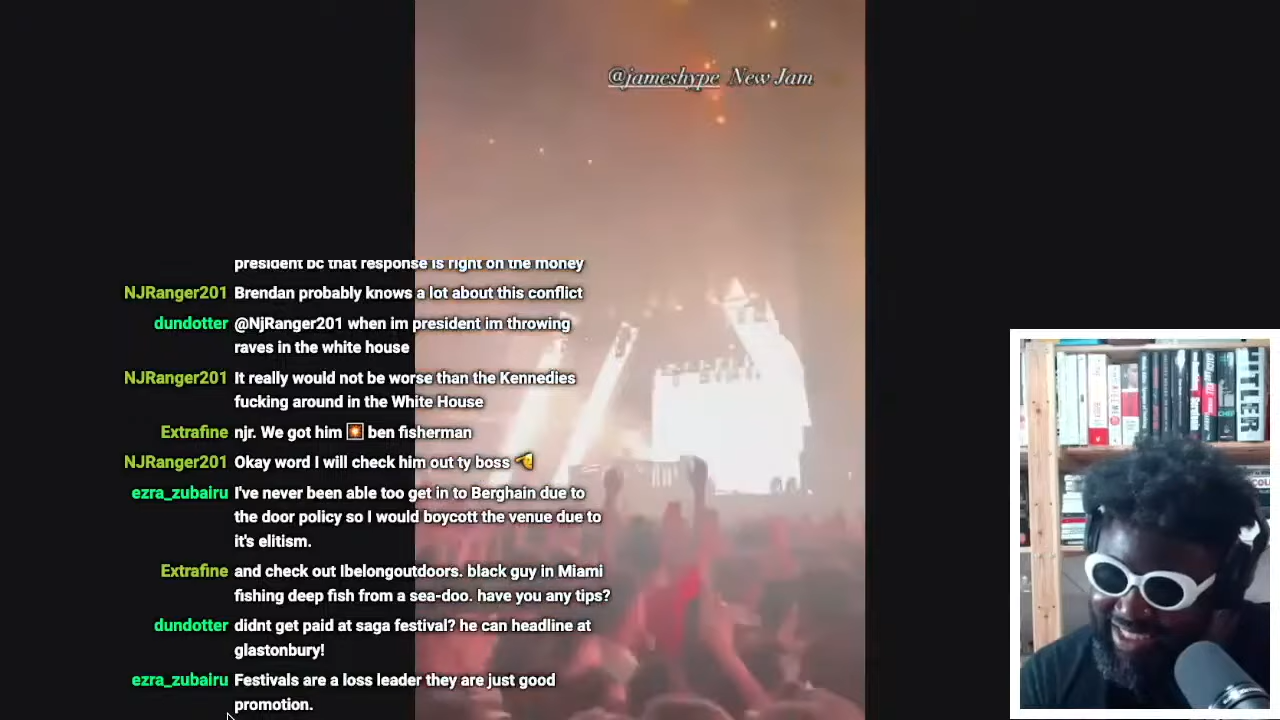 @jameshype New Jam
president bc that response is right on the money
NJRanger201 Brendan probably knows a lot about this conflict
dundotter @NjRanger201 when im president im throwing
raves in the white house
NJRanger201 It really would not be worse than the Kennedies
fucking around in the White House
Extrafine njr. We got him 💥 ben fisherman
NJRanger201 Okay word I will check him out ty boss
ezra_zubairu I've never been able too get in to Berghain due to
the door policy so I would boycott the venue due to
it's elitism.
Extrafine and check out Ibelongoutdoors. black guy in Miami
fishing deep fish from a sea-doo. have you any tips?
dundotter didnt get paid at saga festival? he can headline at
glastonbury!
ezra_zubairu Festivals are a loss leader they are just good
promotion.
HITLER